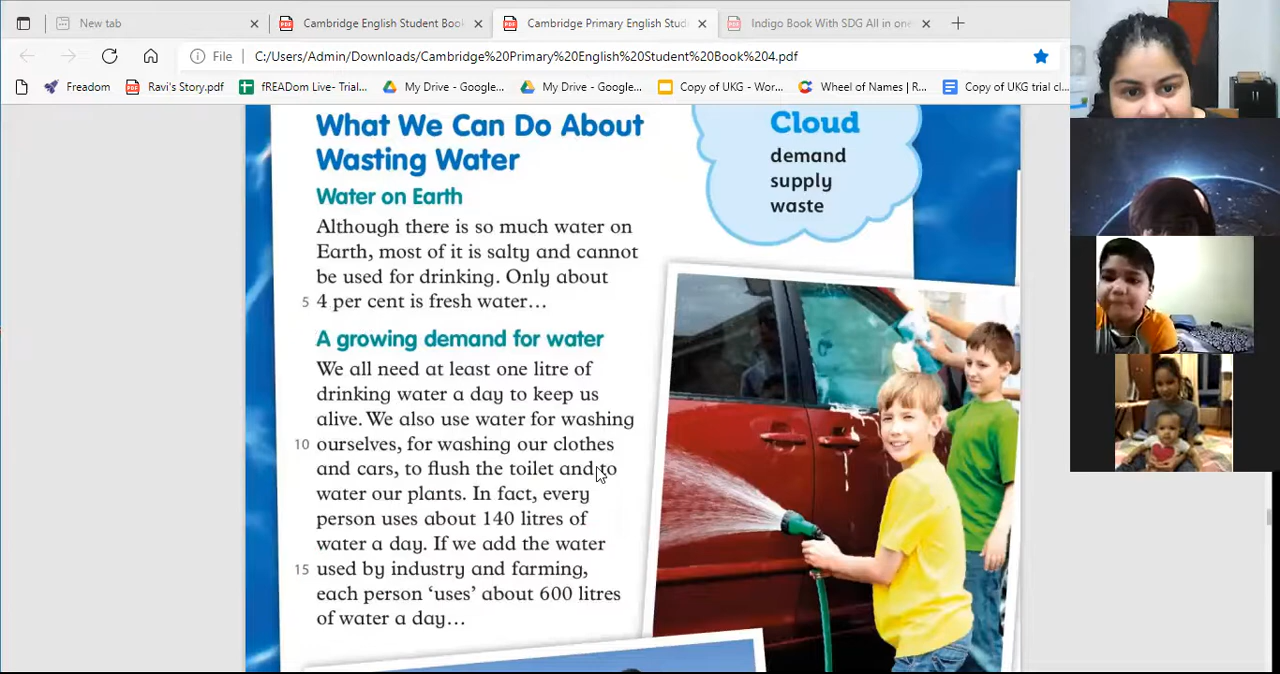 New tab
Cambridge English Student Boo
Cambridge Primary English Stud
Indigo Book With SDG All in one
File
C:/Users/Admin/Downloads/Cambridge%20Primary%20English%20Student%20Book%204.pdf
Freadom
Ravi's Story.pdf
fREADom Live- Trial...
My Drive - Google...
My Drive - Google...
Copy of UKG - Wor...
Wheel of Names | R...
Copy of UKG trial cl...
What We Can Do About
Wasting Water
Cloud
demand
supply
waste
Water on Earth
Although there is so much water on
Earth, most of it is salty and cannot
be used for drinking. Only about
5 4 per cent is fresh water...
A growing demand for water
We all need at least one litre of
drinking water a day to keep us
alive. We also use water for washing
10 ourselves, for washing our clothes
and cars, to flush the toilet and to
water our plants. In fact, every
person uses about 140 litres of
water a day. If we add the water
15 used by industry and farming,
each person ‘uses’ about 600 litres
of water a day...